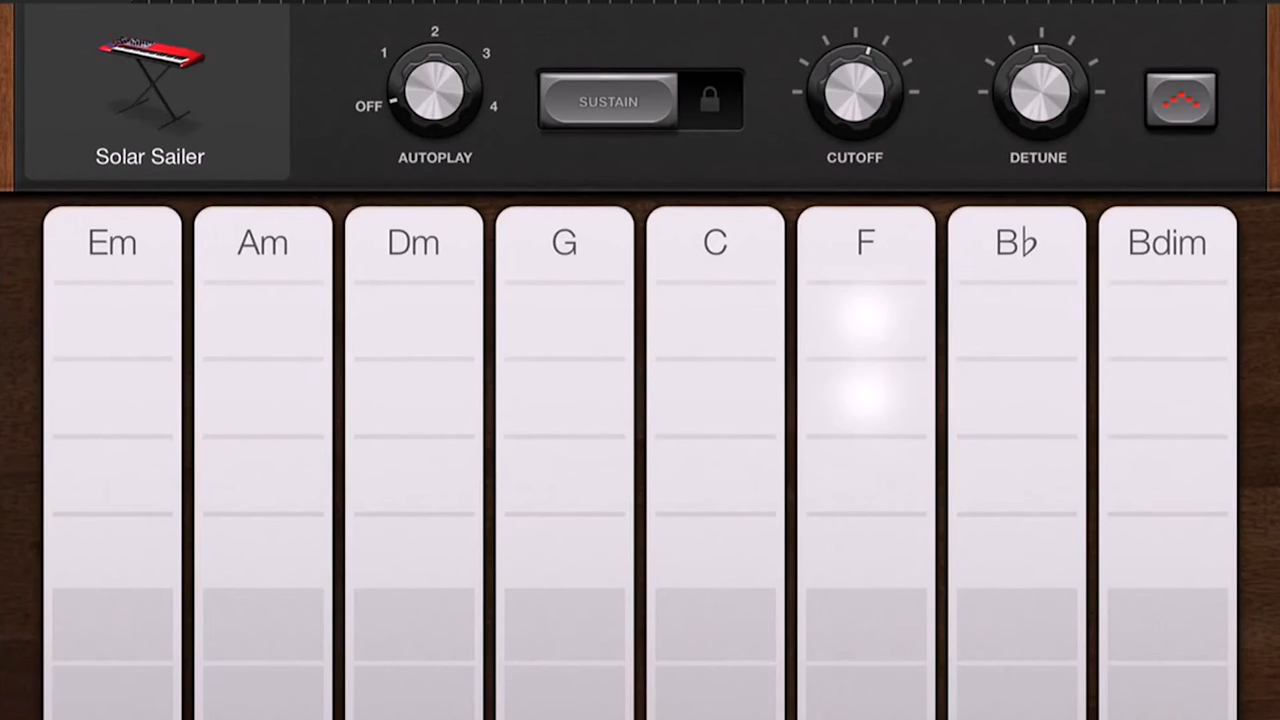 1 2 3
OFF 4
SUSTAIN
Solar Sailer AUTOPLAY CUTOFF DETUNE
Em Am Dm G C F B♭ Bdim